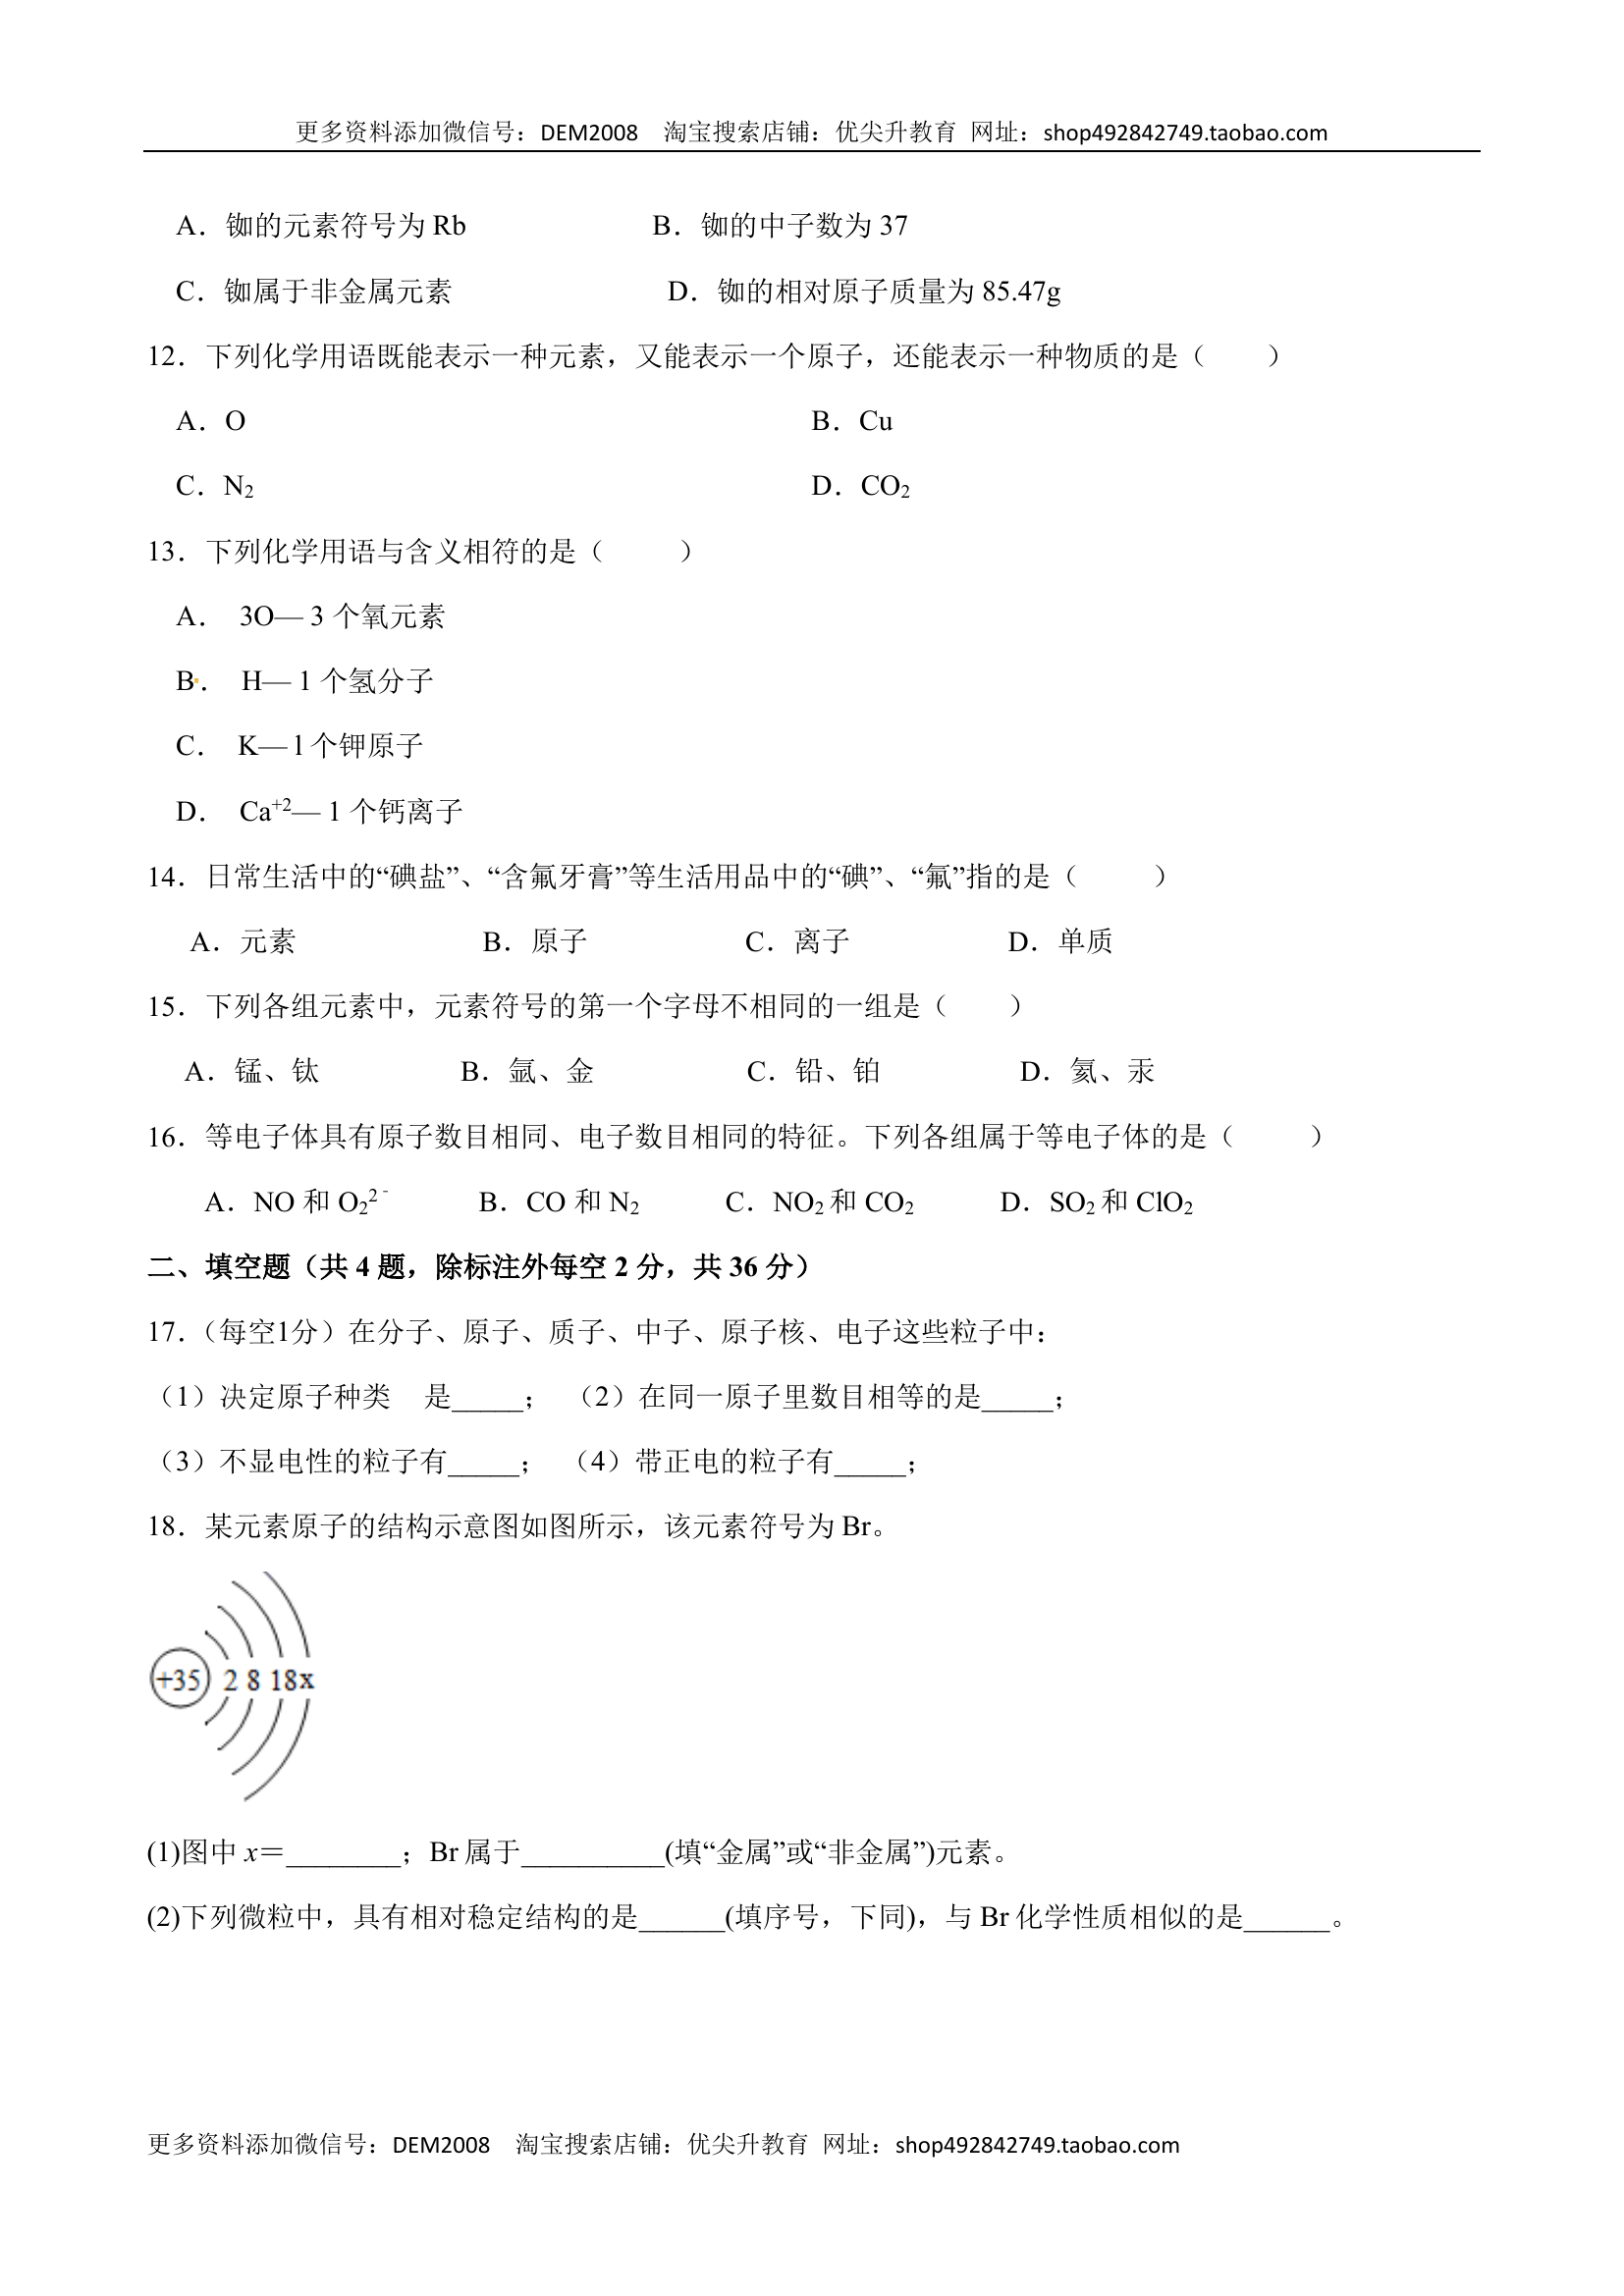 更多资料添加微信号：DEM2008 淘宝搜索店铺：优尖升教育 网址：shop492842749.taobao.com
A．铷的元素符号为 Rb B．铷的中子数为 37
C．铷属于非金属元素 D．铷的相对原子质量为 85.47g
12．下列化学用语既能表示一种元素，又能表示一个原子，还能表示一种物质的是（ ）
A．O B．Cu
C．N₂ D．CO₂
13．下列化学用语与含义相符的是（ ）
A． 3O— 3 个氧元素
B． H— 1 个氢分子
C． K— l 个钾原子
D． Ca⁺²— 1 个钙离子
14．日常生活中的“碘盐”、“含氟牙膏”等生活用品中的“碘”、“氟”指的是（ ）
A．元素 B．原子 C．离子 D．单质
15．下列各组元素中，元素符号的第一个字母不相同的一组是（ ）
A．锰、钛 B．氩、金 C．铅、铂 D．氦、汞
16．等电子体具有原子数目相同、电子数目相同的特征。下列各组属于等电子体的是（ ）
A．NO 和 O₂²⁻ B．CO 和 N₂ C．NO₂ 和 CO₂ D．SO₂ 和 ClO₂
二、填空题（共 4 题，除标注外每空 2 分，共 36 分）
17．（每空1分）在分子、原子、质子、中子、原子核、电子这些粒子中：
（1）决定原子种类 是_____； （2）在同一原子里数目相等的是_____；
（3）不显电性的粒子有_____； （4）带正电的粒子有_____；
18．某元素原子的结构示意图如图所示，该元素符号为 Br。
+35 2 8 18 x
(1)图中 x＝________；Br 属于__________(填“金属”或“非金属”)元素。
(2)下列微粒中，具有相对稳定结构的是______(填序号，下同)，与 Br 化学性质相似的是______。
更多资料添加微信号：DEM2008 淘宝搜索店铺：优尖升教育 网址：shop492842749.taobao.com